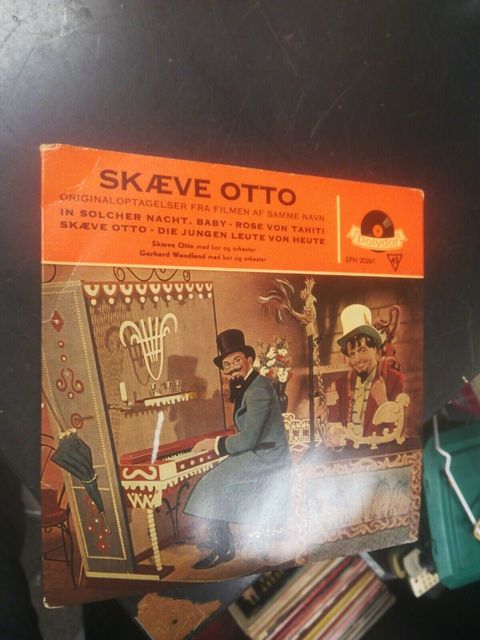 SKÆVE OTTO
ORIGINALOPTAGELSER FRA FILMEN AF SAMME NAVN
IN SOLCHER NACHT, BABY - ROSE VON TAHITI
SKÆVE OTTO - DIE JUNGEN LEUTE VON HEUTE
Skæve Otto med kor og orkester
Gerhard Wendland med kor og orkester
Polydor
EPH 20261
45